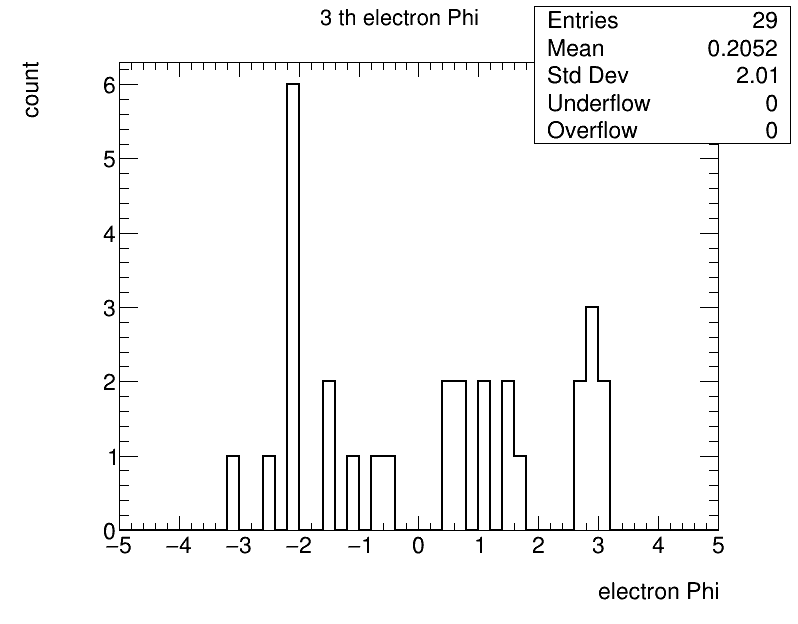 3 th electron Phi
Entries 29
Mean 0.2052
Std Dev 2.01
Underflow 0
Overflow 0
count
6
5
4
3
2
1
0
−5 −4 −3 −2 −1 0 1 2 3 4 5
electron Phi